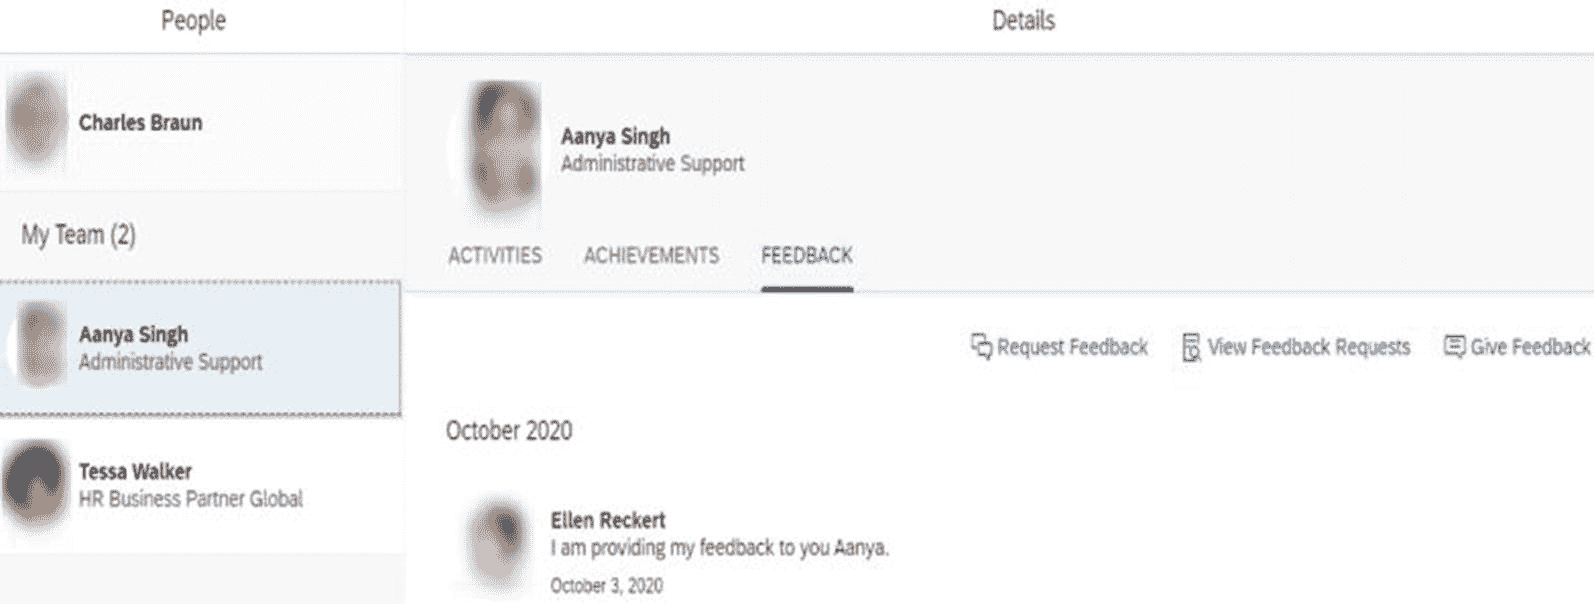 People
Details
Charles Braun
My Team (2)
Aanya Singh
Administrative Support
Tessa Walker
HR Business Partner Global
Aanya Singh
Administrative Support
ACTIVITIES ACHIEVEMENTS FEEDBACK
Request Feedback View Feedback Requests Give Feedback
October 2020
Ellen Reckert
I am providing my feedback to you Aanya.
October 3, 2020